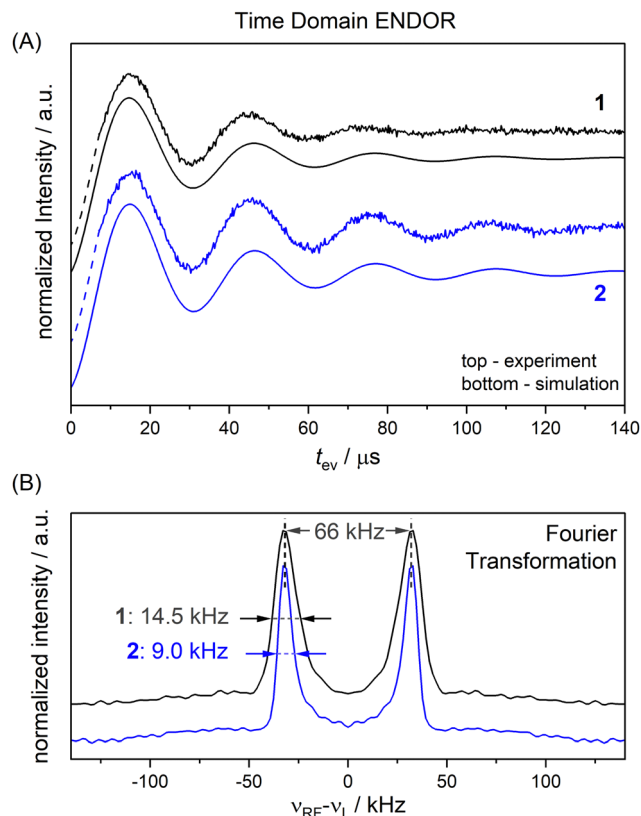 Time Domain ENDOR
(A)
normalized Intensity / a.u.
1
2
top - experiment
bottom - simulation
0 20 40 60 80 100 120 140
t_ev / μs
(B)
normalized intensity / a.u.
66 kHz
Fourier
Transformation
1: 14.5 kHz
2: 9.0 kHz
-100 -50 0 50 100
ν_RF-ν_L / kHz